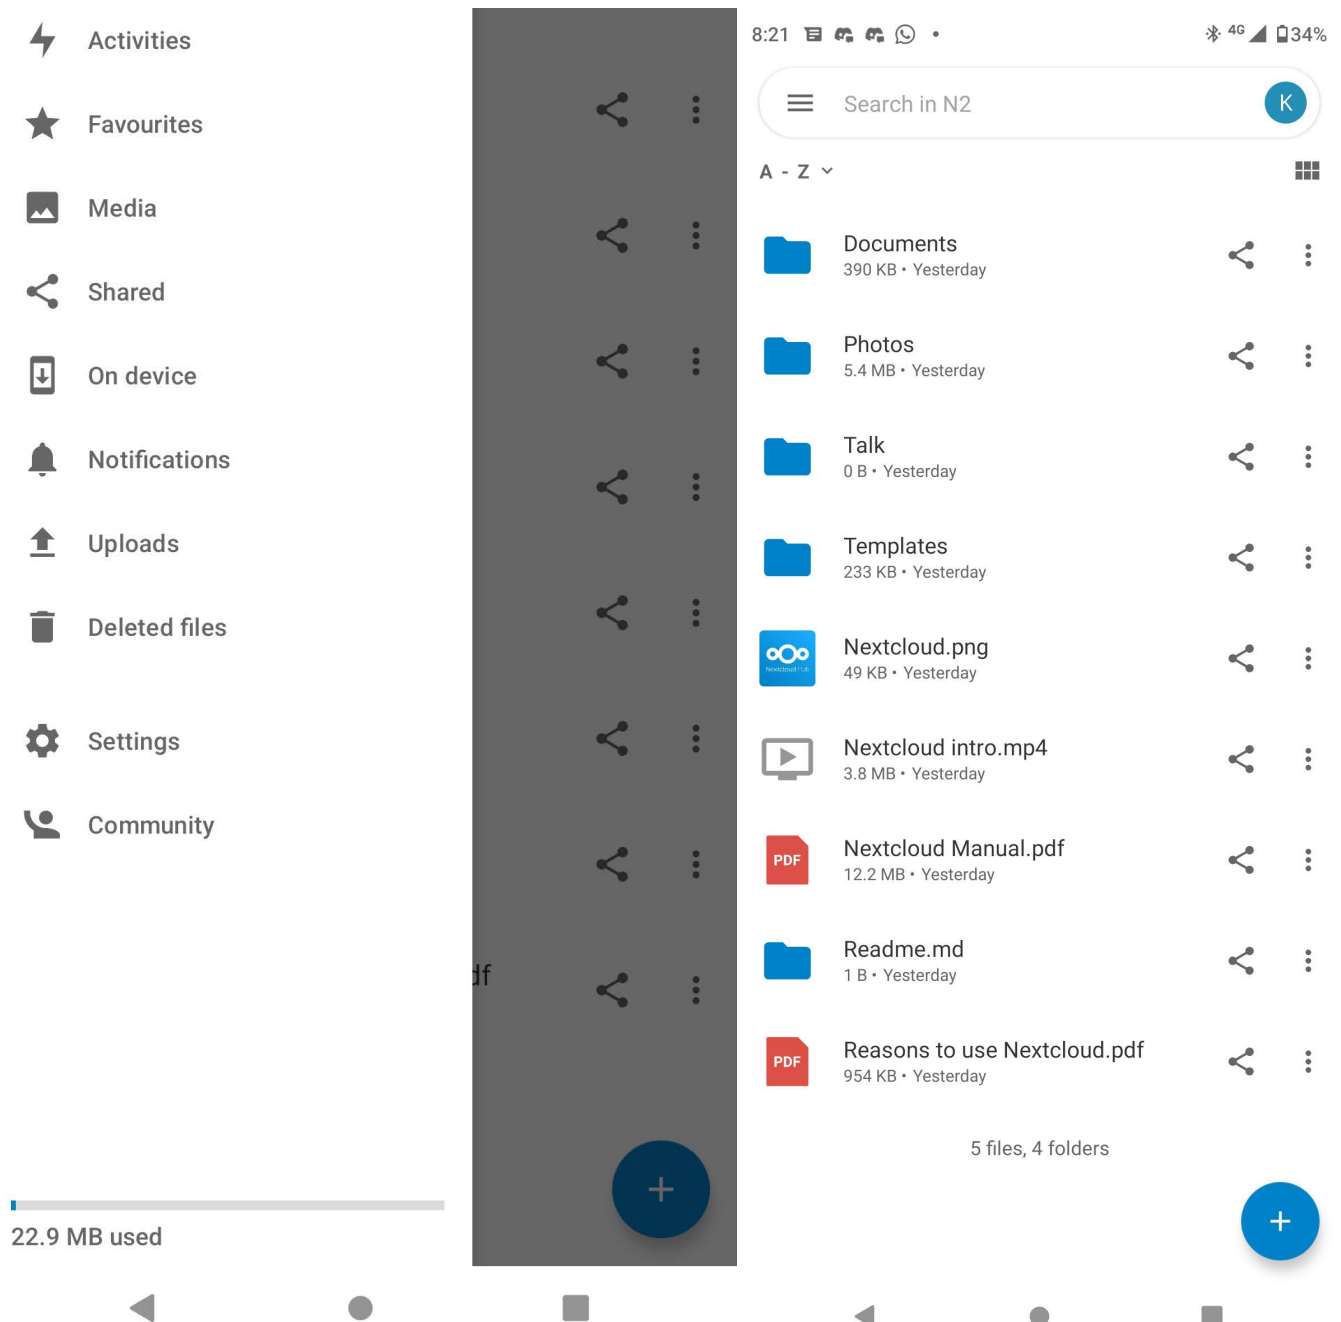 Activities
Favourites
Media
Shared
On device
Notifications
Uploads
Deleted files
Settings
Community
22.9 MB used
df
8:21
4G
34%
Search in N2
K
A - Z
Documents
390 KB • Yesterday
Photos
5.4 MB • Yesterday
Talk
0 B • Yesterday
Templates
233 KB • Yesterday
Nextcloud Hub
Nextcloud.png
49 KB • Yesterday
Nextcloud intro.mp4
3.8 MB • Yesterday
PDF
Nextcloud Manual.pdf
12.2 MB • Yesterday
Readme.md
1 B • Yesterday
PDF
Reasons to use Nextcloud.pdf
954 KB • Yesterday
5 files, 4 folders